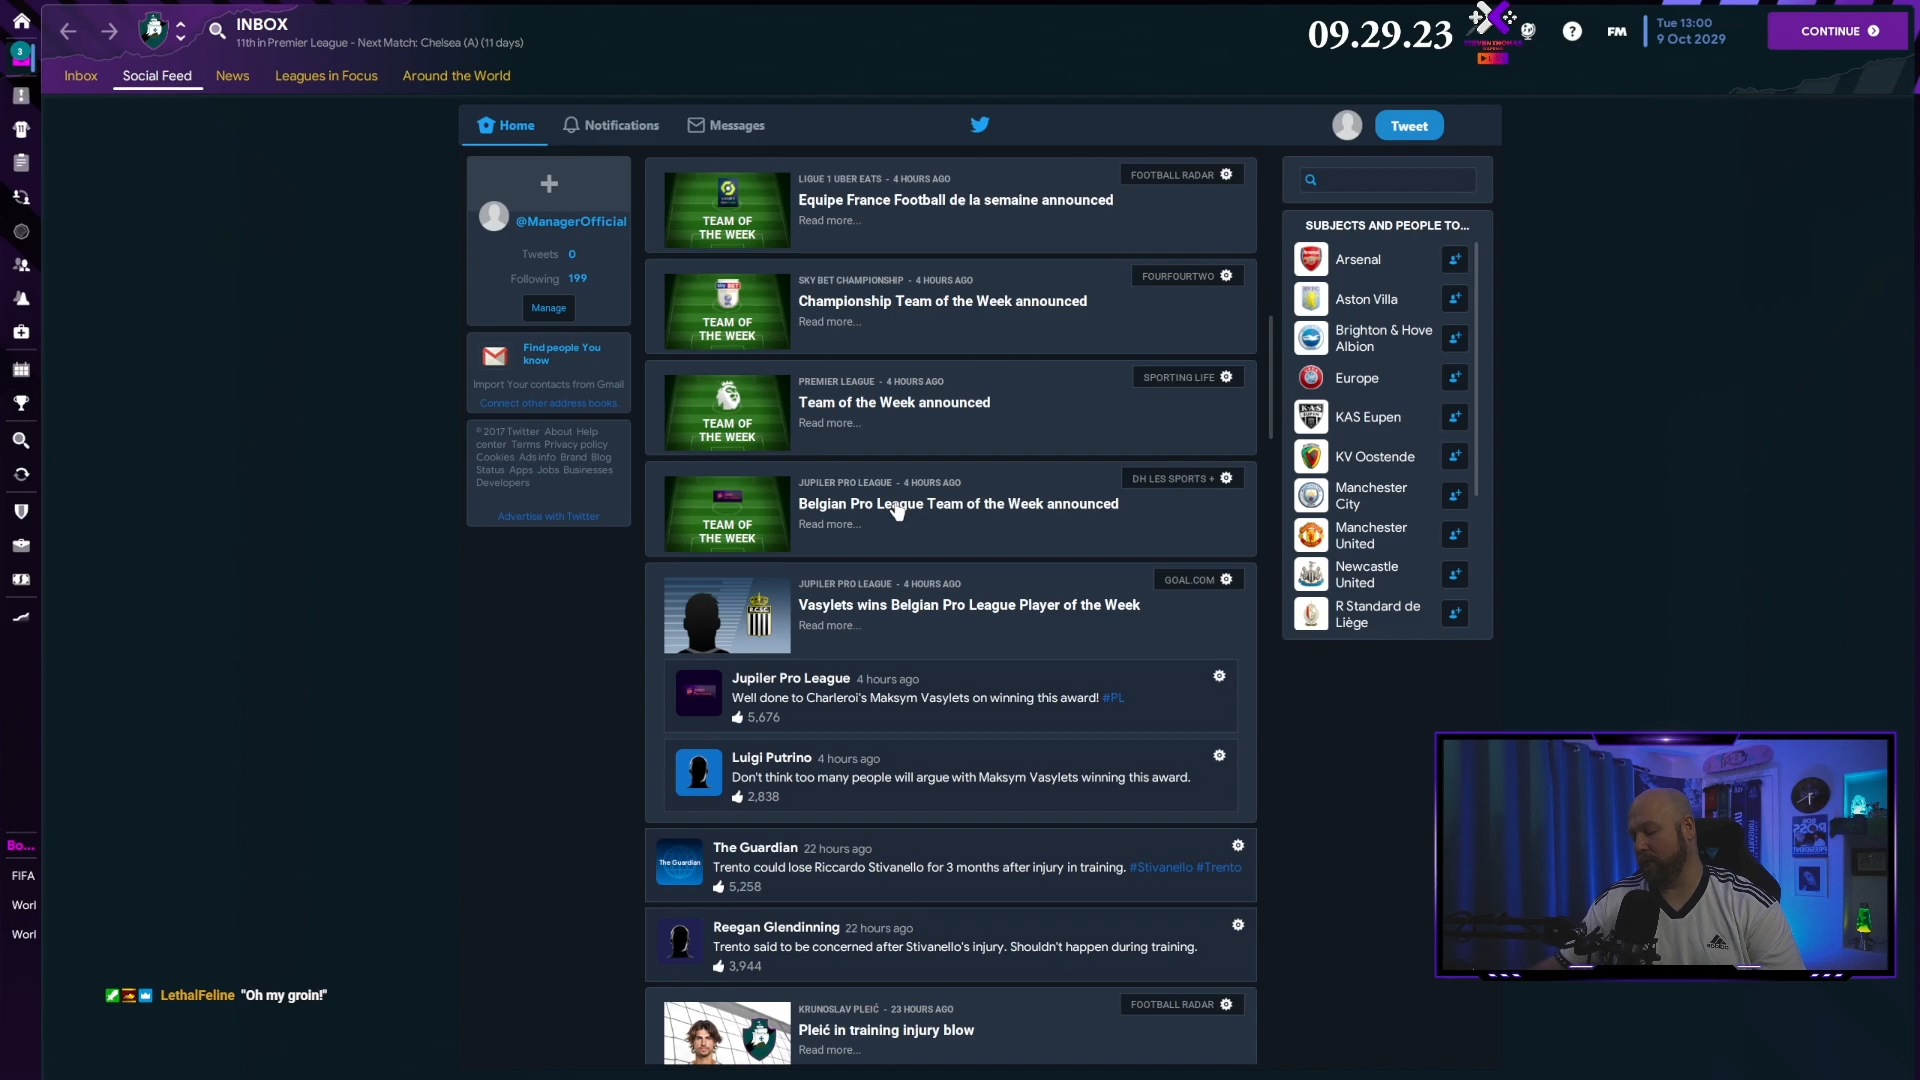 INBOX
11th in Premier League - Next Match: Chelsea (A) (11 days)
09.29.23
FM
Tue 13:00
9 Oct 2029
CONTINUE
3
Inbox
Social Feed
News
Leagues in Focus
Around the World
Home
Notifications
Messages
Tweet
@ManagerOfficial
Tweets 0
Following 199
Manage
Find people You
know
Import Your contacts from Gmail
Connect other address books
© 2017 Twitter About Help
center Terms Privacy policy
Cookies Ads info Brand Blog
Status Apps Jobs Businesses
Developers
Advertise with Twitter
TEAM OF
THE WEEK
LIGUE 1 UBER EATS - 4 HOURS AGO
FOOTBALL RADAR
Equipe France Football de la semaine announced
Read more...
TEAM OF
THE WEEK
SKY BET CHAMPIONSHIP - 4 HOURS AGO
FOURFOURTWO
Championship Team of the Week announced
Read more...
TEAM OF
THE WEEK
PREMIER LEAGUE - 4 HOURS AGO
SPORTING LIFE
Team of the Week announced
Read more...
TEAM OF
THE WEEK
JUPILER PRO LEAGUE - 4 HOURS AGO
DH LES SPORTS +
Belgian Pro League Team of the Week announced
Read more...
JUPILER PRO LEAGUE - 4 HOURS AGO
GOAL.COM
Vasylets wins Belgian Pro League Player of the Week
Read more...
Jupiler Pro League 4 hours ago
Well done to Charleroi's Maksym Vasylets on winning this award! #PL
5,676
Luigi Putrino 4 hours ago
Don't think too many people will argue with Maksym Vasylets winning this award.
2,838
The Guardian
The Guardian 22 hours ago
Trento could lose Riccardo Stivanello for 3 months after injury in training. #Stivanello #Trento
5,258
Reegan Glendinning 22 hours ago
Trento said to be concerned after Stivanello's injury. Shouldn't happen during training.
3,944
KRUNOSLAV PLEIĆ - 23 HOURS AGO
FOOTBALL RADAR
Pleić in training injury blow
Read more...
SUBJECTS AND PEOPLE TO...
Arsenal
Aston Villa
Brighton & Hove
Albion
Europe
KAS Eupen
KV Oostende
Manchester
City
Manchester
United
Newcastle
United
R Standard de
Liège
Bo...
FIFA
Worl
Worl
LethalFeline "Oh my groin!"